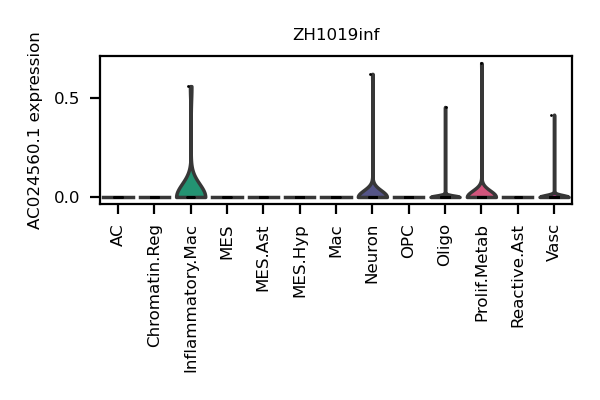 ZH1019inf
AC024560.1 expression
0.5
0.0
AC
Chromatin.Reg
Inflammatory.Mac
MES
MES.Ast
MES.Hyp
Mac
Neuron
OPC
Oligo
Prolif.Metab
Reactive.Ast
Vasc